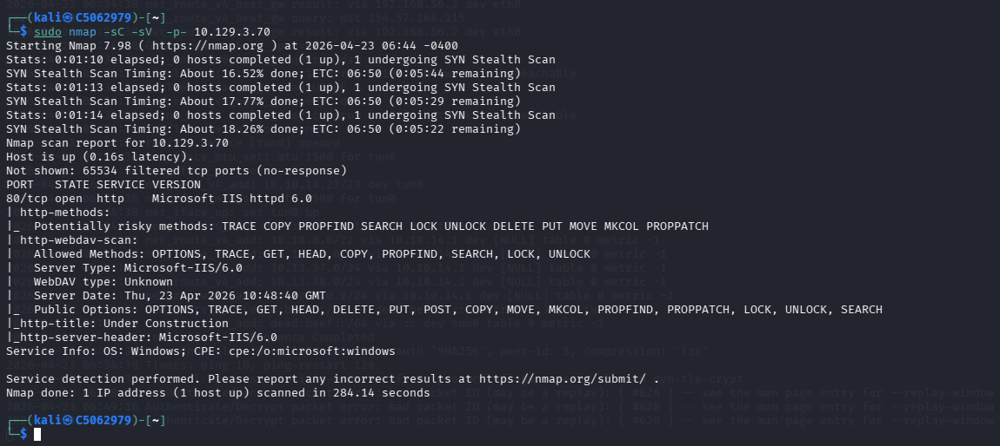 ┌──(kali㉿C5062979)-[~]
└─$ sudo nmap -sC -sV  -p- 10.129.3.70
Starting Nmap 7.98 ( https://nmap.org ) at 2026-04-23 06:44 -0400
Stats: 0:01:10 elapsed; 0 hosts completed (1 up), 1 undergoing SYN Stealth Scan
SYN Stealth Scan Timing: About 16.52% done; ETC: 06:50 (0:05:44 remaining)
Stats: 0:01:13 elapsed; 0 hosts completed (1 up), 1 undergoing SYN Stealth Scan
SYN Stealth Scan Timing: About 17.77% done; ETC: 06:50 (0:05:29 remaining)
Stats: 0:01:14 elapsed; 0 hosts completed (1 up), 1 undergoing SYN Stealth Scan
SYN Stealth Scan Timing: About 18.26% done; ETC: 06:50 (0:05:22 remaining)
Nmap scan report for 10.129.3.70
Host is up (0.16s latency).
Not shown: 65534 filtered tcp ports (no-response)
PORT   STATE SERVICE VERSION
80/tcp open  http    Microsoft IIS httpd 6.0
| http-methods:
|_  Potentially risky methods: TRACE COPY PROPFIND SEARCH LOCK UNLOCK DELETE PUT MOVE MKCOL PROPPATCH
| http-webdav-scan:
|   Allowed Methods: OPTIONS, TRACE, GET, HEAD, COPY, PROPFIND, SEARCH, LOCK, UNLOCK
|   Server Type: Microsoft-IIS/6.0
|   WebDAV type: Unknown
|   Server Date: Thu, 23 Apr 2026 10:48:40 GMT
|_  Public Options: OPTIONS, TRACE, GET, HEAD, DELETE, PUT, POST, COPY, MOVE, MKCOL, PROPFIND, PROPPATCH, LOCK, UNLOCK, SEARCH
|_http-title: Under Construction
|_http-server-header: Microsoft-IIS/6.0
Service Info: OS: Windows; CPE: cpe:/o:microsoft:windows

Service detection performed. Please report any incorrect results at https://nmap.org/submit/ .
Nmap done: 1 IP address (1 host up) scanned in 284.14 seconds

┌──(kali㉿C5062979)-[~]
└─$